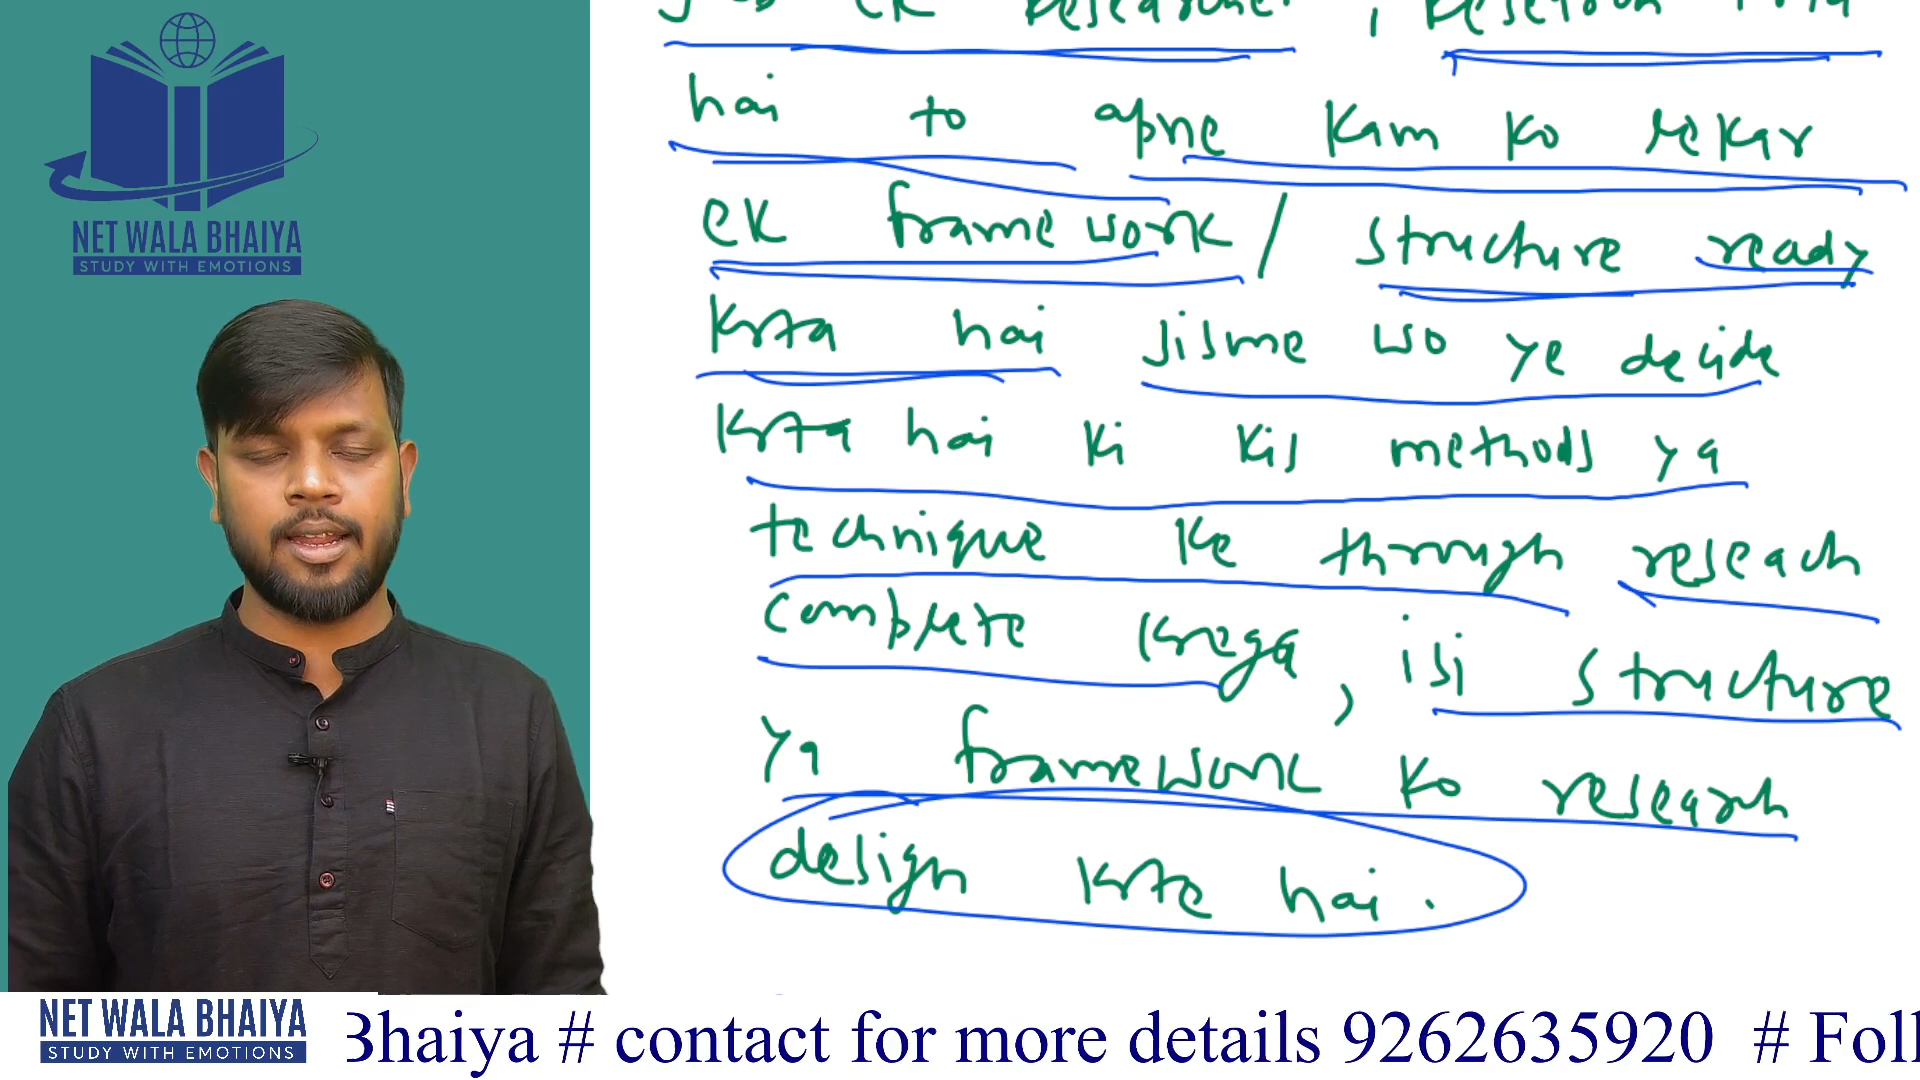 NET WALA BHAIYA
STUDY WITH EMOTIONS
hai to apne kam ko lekar
ek framework / structure ready
krta hai jisme wo ye decide
krta hai ki kis methods ya
technique ke through reseach
complete krega, isi structure
ya framework ko research
design krte hai.
NET WALA BHAIYA
STUDY WITH EMOTIONS
Bhaiya # contact for more details 9262635920 # Foll